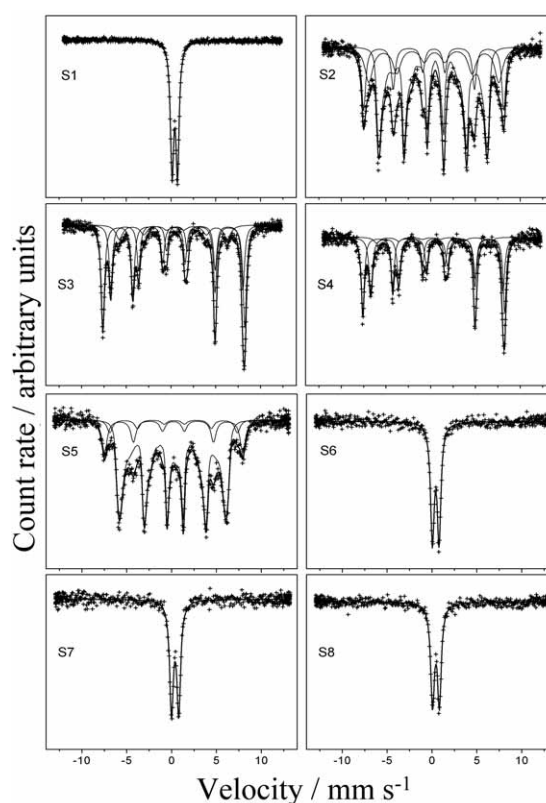 Count rate / arbitrary units
S1
S2
S3
S4
S5
S6
S7
S8
-10 -5 0 5 10
-10 -5 0 5 10
Velocity / mm s-1